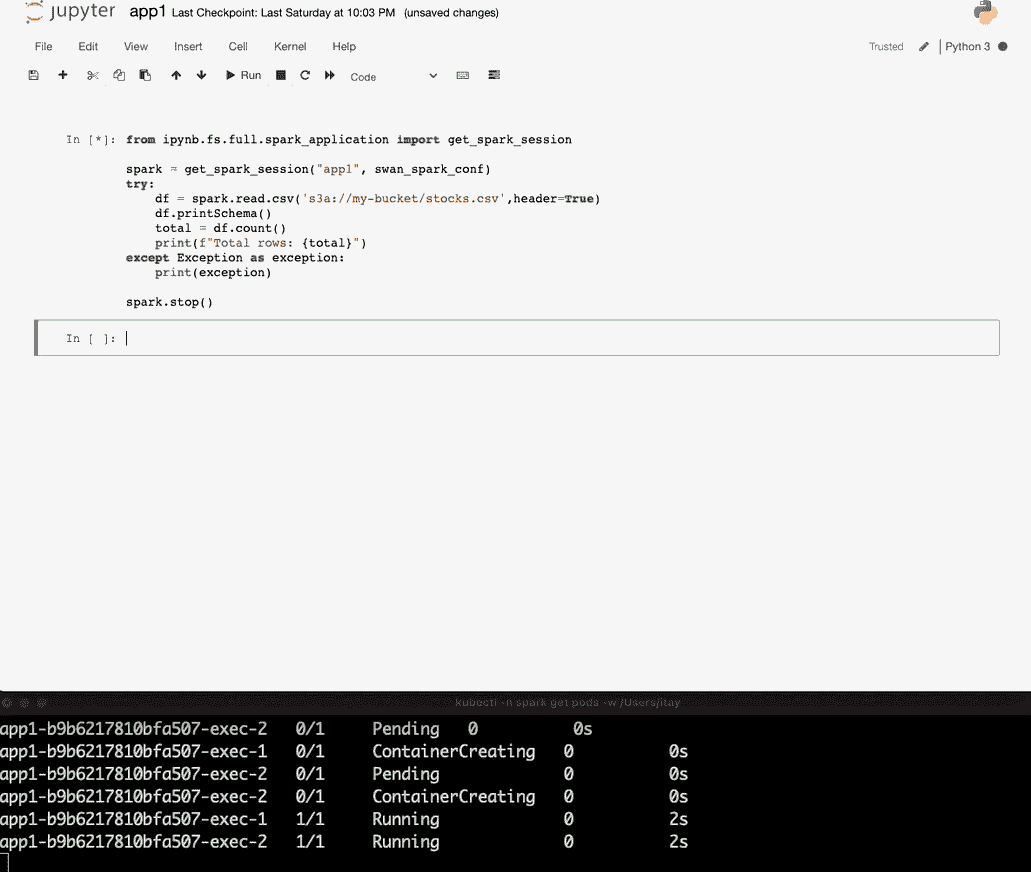 jupyter app1 Last Checkpoint: Last Saturday at 10:03 PM (unsaved changes)
File Edit View Insert Cell Kernel Help Trusted Python 3
Run Code
In [*]: from ipynb.fs.full.spark_application import get_spark_session
spark = get_spark_session("app1", swan_spark_conf)
try:
df = spark.read.csv('s3a://my-bucket/stocks.csv',header=True)
df.printSchema()
total = df.count()
print(f"Total rows: {total}")
except Exception as exception:
print(exception)
spark.stop()
In [ ]:
kubectl -n spark get pods -w /Users/itay
app1-b9b6217810bfa507-exec-2 0/1 Pending 0 0s
app1-b9b6217810bfa507-exec-1 0/1 ContainerCreating 0 0s
app1-b9b6217810bfa507-exec-2 0/1 Pending 0 0s
app1-b9b6217810bfa507-exec-2 0/1 ContainerCreating 0 0s
app1-b9b6217810bfa507-exec-1 1/1 Running 0 2s
app1-b9b6217810bfa507-exec-2 1/1 Running 0 2s